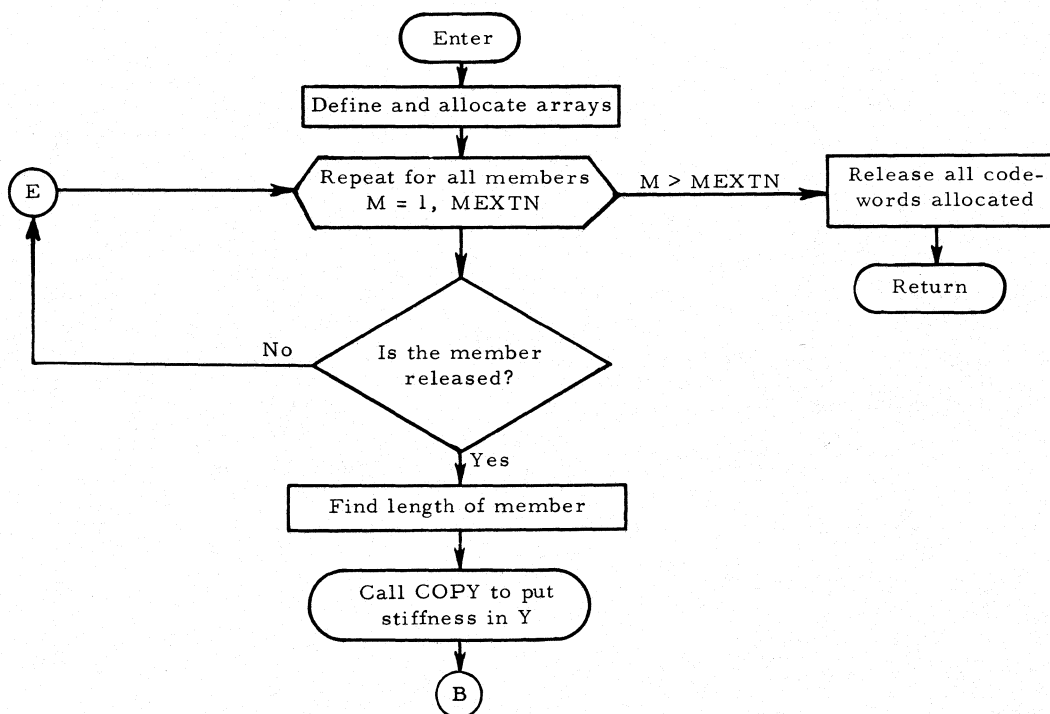 Enter
Define and allocate arrays
Repeat for all members
M = 1, MEXTN
M > MEXTN
Release all code-
words allocated
Return
E
No
Is the member
released?
Yes
Find length of member
Call COPY to put
stiffness in Y
B